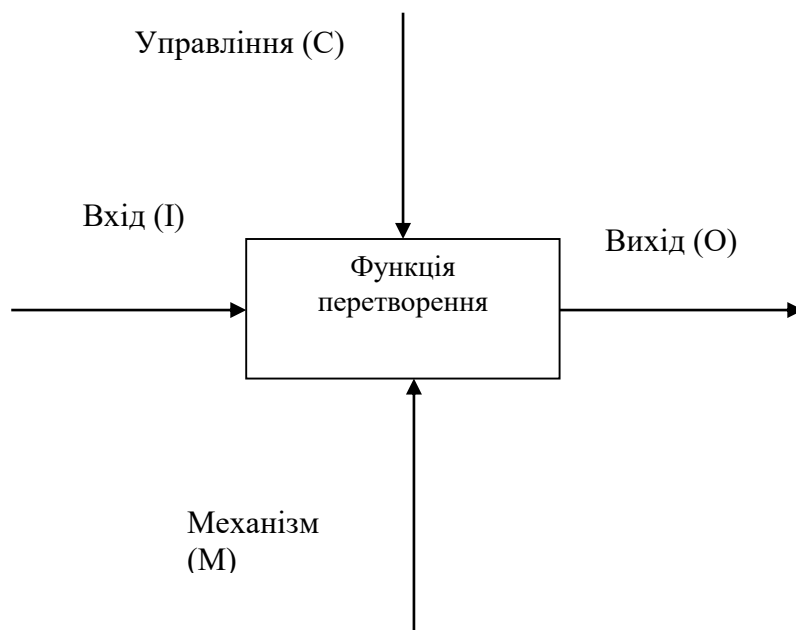 Управління (C)
Вхід (I)
Вихід (O)
Функція
перетворення
Механізм
(M)